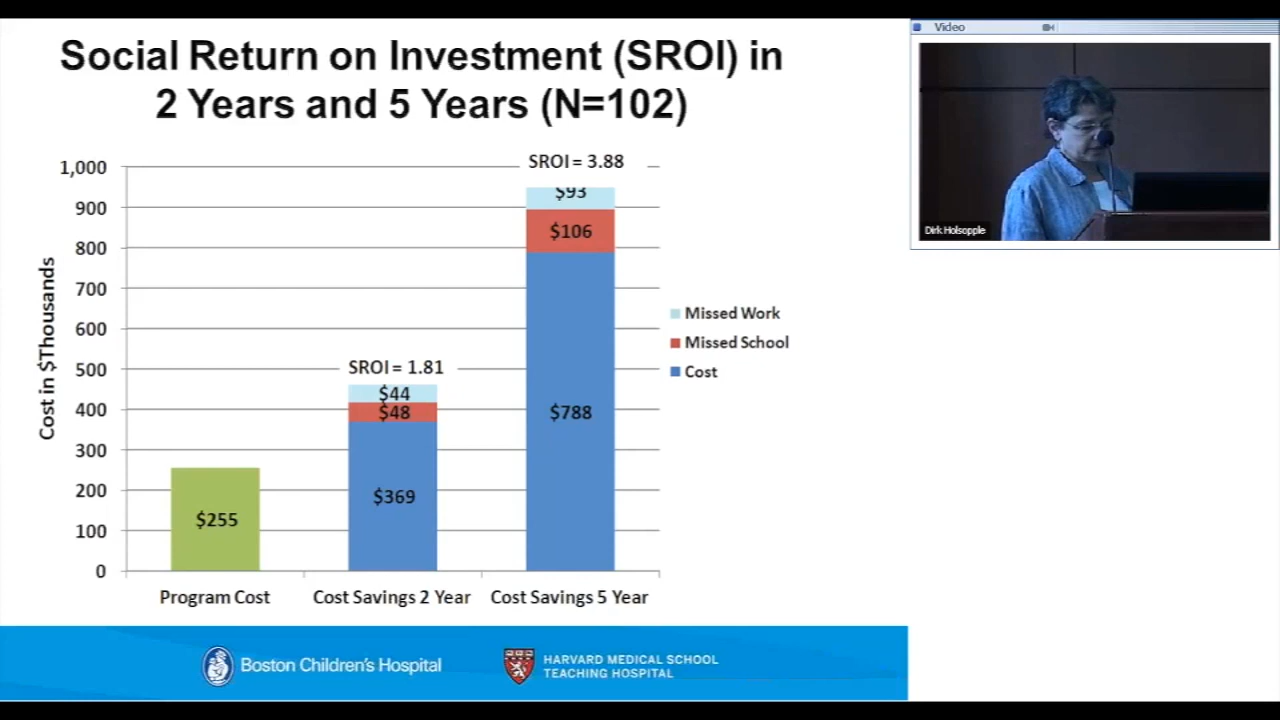 Social Return on Investment (SROI) in
2 Years and 5 Years (N=102)
Cost in $Thousands
1,000
900
800
700
600
500
400
300
200
100
0
SROI = 3.88
$93
$106
$788
SROI = 1.81
$44
$48
$369
$255
Program Cost
Cost Savings 2 Year
Cost Savings 5 Year
Missed Work
Missed School
Cost
Boston Children's Hospital
HARVARD MEDICAL SCHOOL
TEACHING HOSPITAL
Video
Dirk Holsopple